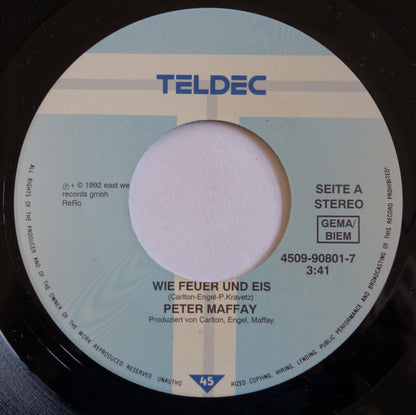 TELDEC
℗ + © 1992 east we
records gmbh
ReRo
SEITE A
STEREO
GEMA/
BIEM
4509-90801-7
3:41
WIE FEUER UND EIS
(Carlton-Engel-P.Kravetz)
PETER MAFFAY
Produziert von Carlton, Engel, Maffay.
ALL RIGHTS OF THE PRODUCER AND OF THE OWNER OF THE WORK REPRODUCED RESERVED. UNAUTHO
45
RIZED COPYING, HIRING, LENDING, PUBLIC PERFORMANCE AND BROADCASTING OF THIS RECORD PROHIBITED!